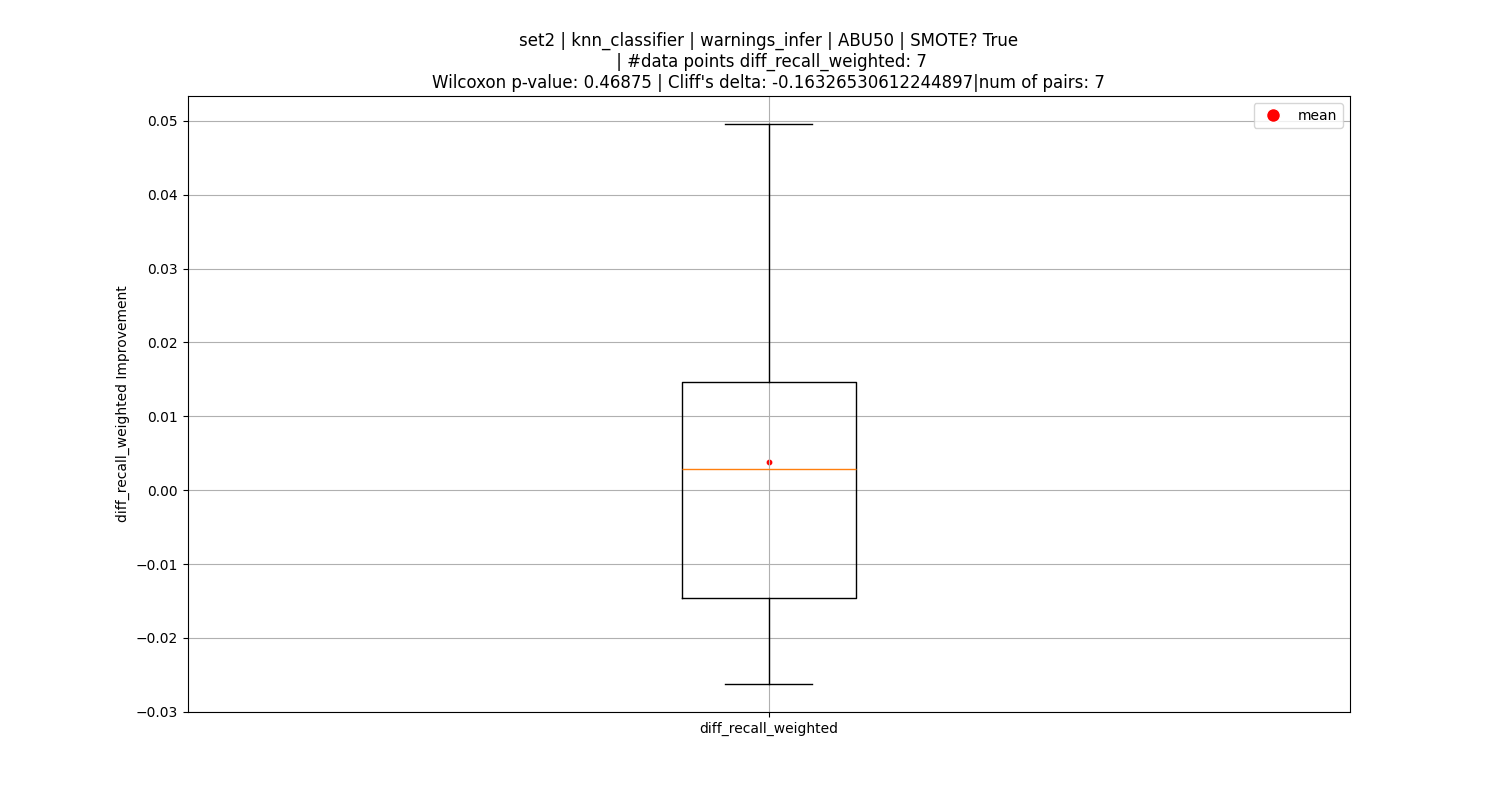 set2 | knn_classifier | warnings_infer | ABU50 | SMOTE? True
| #data points diff_recall_weighted: 7
Wilcoxon p-value: 0.46875 | Cliff's delta: -0.16326530612244897|num of pairs: 7
mean
0.05
0.04
0.03
0.02
0.01
0.00
−0.01
−0.02
−0.03
diff_recall_weighted Improvement
diff_recall_weighted